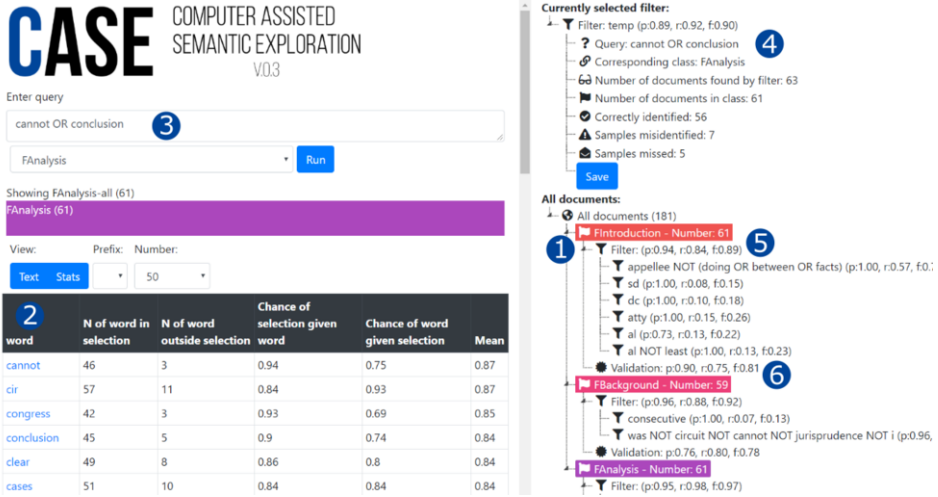 CASE COMPUTER ASSISTED
SEMANTIC EXPLORATION
V.0.3
Enter query
cannot OR conclusion 3
FAnalysis Run
Showing FAnalysis-all (61)
FAnalysis (61)
View: Prefix: Number:
Text Stats 50
2
word N of word in selection N of word outside selection Chance of selection given word Chance of word given selection Mean
cannot 46 3 0.94 0.75 0.87
cir 57 11 0.84 0.93 0.87
congress 42 3 0.93 0.69 0.85
conclusion 45 5 0.9 0.74 0.84
clear 49 8 0.86 0.8 0.84
cases 51 10 0.84 0.84 0.84
Currently selected filter:
Filter: temp (p:0.89, r:0.92, f:0.90)
? Query: cannot OR conclusion 4
Corresponding class: FAnalysis
Number of documents found by filter: 63
Number of documents in class: 61
Correctly identified: 56
Samples misidentified: 7
Samples missed: 5
Save
All documents:
All documents (181)
1 FIntroduction - Number: 61
Filter: (p:0.94, r:0.84, f:0.89) 5
appellee NOT (doing OR between OR facts) (p:1.00, r:0.57, f:0.7
sd (p:1.00, r:0.08, f:0.15)
dc (p:1.00, r:0.10, f:0.18)
atty (p:1.00, r:0.15, f:0.26)
al (p:0.73, r:0.13, f:0.22)
al NOT least (p:1.00, r:0.13, f:0.23)
Validation: p:0.90, r:0.75, f:0.81 6
FBackground - Number: 59
Filter: (p:0.96, r:0.88, f:0.92)
consecutive (p:1.00, r:0.07, f:0.13)
was NOT circuit NOT cannot NOT jurisprudence NOT i (p:0.96,
Validation: p:0.76, r:0.80, f:0.78
FAnalysis - Number: 61
Filter: (p:0.95, r:0.98, f:0.97)